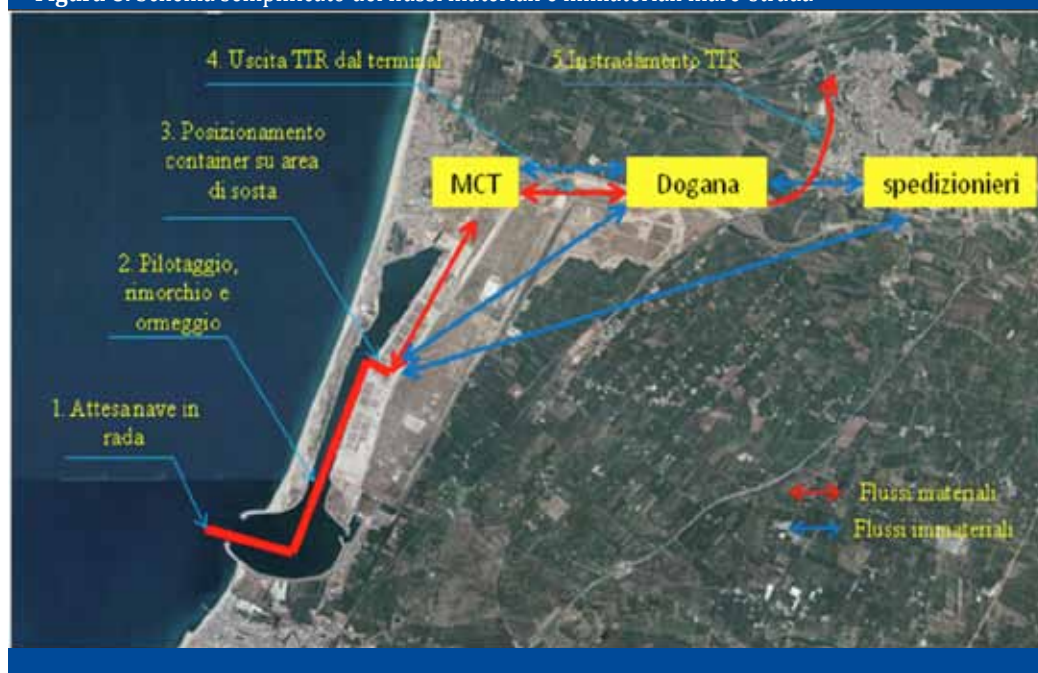 4. Uscita TIR dal terminal
5.Instradamento TIR
3. Posizionamento
container su area
di sosta
MCT
Dogana
spedizionieri
2. Pilotaggio,
rimorchio e
ormeggio
1. Attesa nave in
rada
Flussi materiali
Flussi immateriali